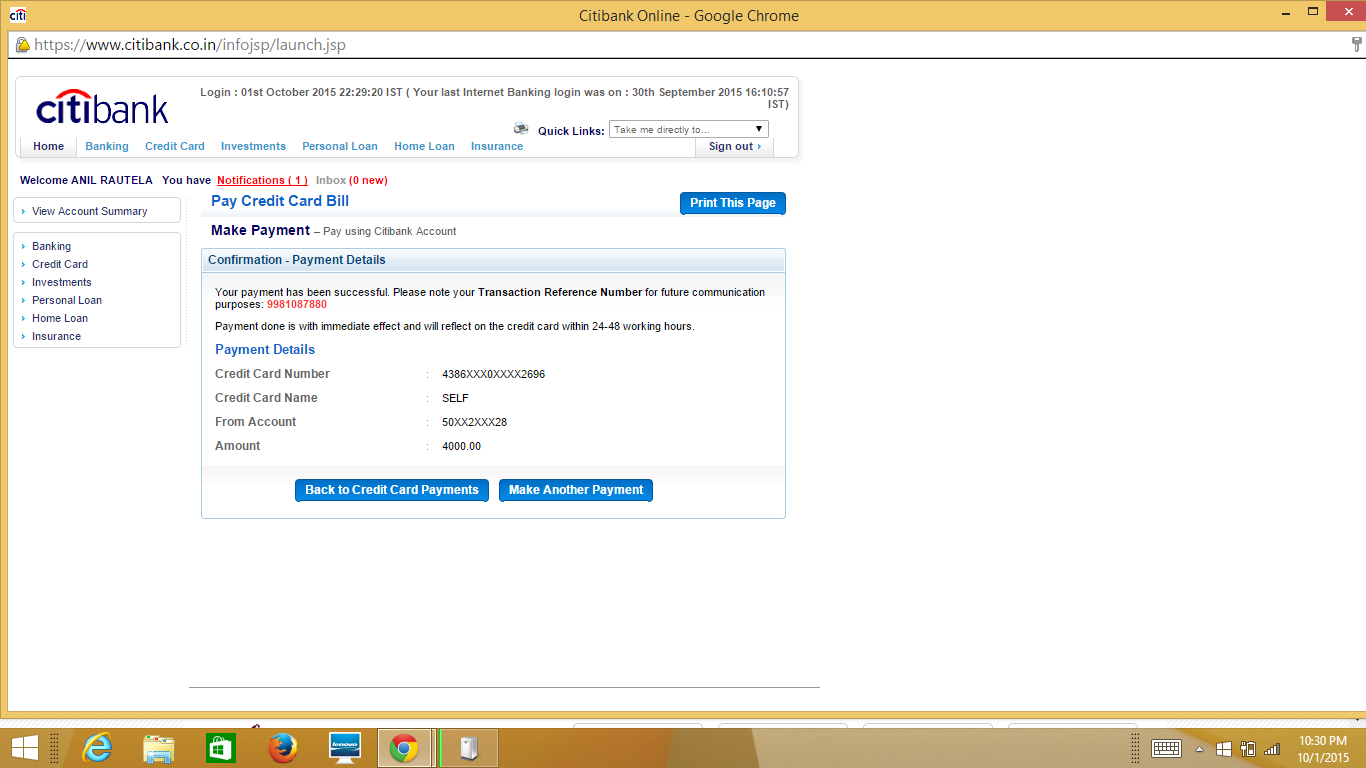 citi
Citibank Online - Google Chrome
https://www.citibank.co.in/infojsp/launch.jsp
citibank
Login : 01st October 2015 22:29:20 IST ( Your last Internet Banking login was on : 30th September 2015 16:10:57
IST)
Quick Links: Take me directly to...
Home Banking Credit Card Investments Personal Loan Home Loan Insurance Sign out
Welcome ANIL RAUTELA You have Notifications ( 1 ) Inbox (0 new)
View Account Summary
Banking
Credit Card
Investments
Personal Loan
Home Loan
Insurance
Pay Credit Card Bill
Print This Page
Make Payment – Pay using Citibank Account
Confirmation - Payment Details
Your payment has been successful. Please note your Transaction Reference Number for future communication
purposes: 9981087880
Payment done is with immediate effect and will reflect on the credit card within 24-48 working hours.
Payment Details
Credit Card Number : 4386XXX0XXXX2696
Credit Card Name : SELF
From Account : 50XX2XXX28
Amount : 4000.00
Back to Credit Card Payments Make Another Payment
lenovo
10:30 PM
10/1/2015